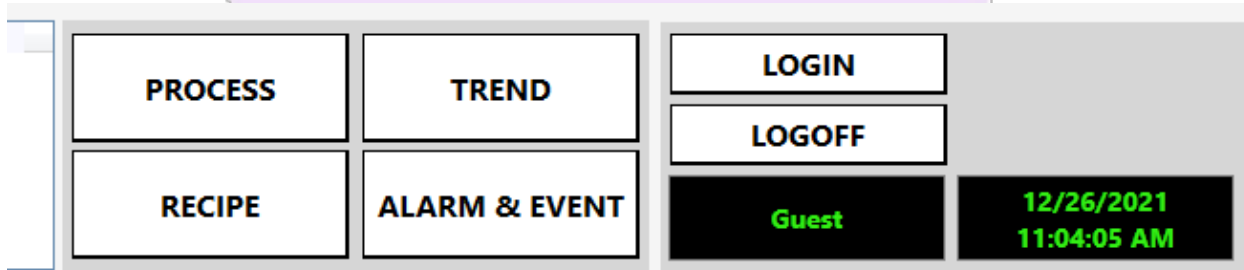 PROCESS
TREND
RECIPE
ALARM & EVENT
LOGIN
LOGOFF
Guest
12/26/2021
11:04:05 AM